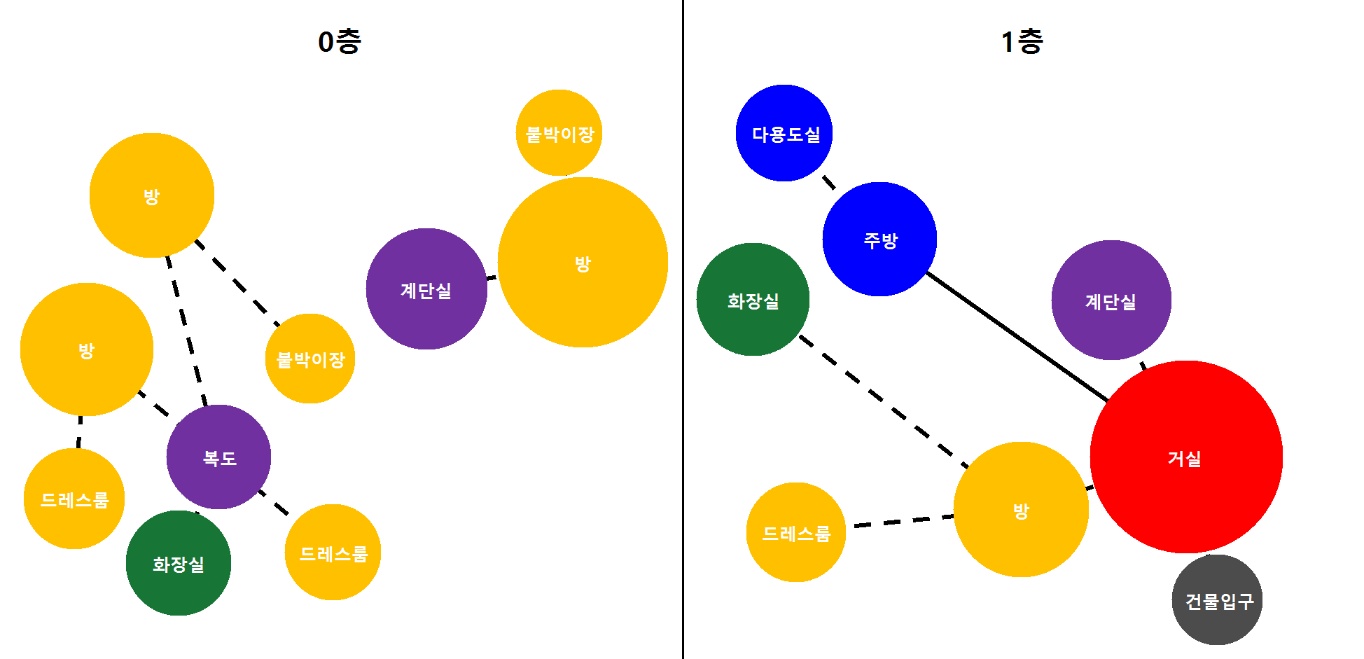 0층
붙박이장
방
방
계단실
방
붙박이장
복도
드레스룸
드레스룸
화장실
1층
다용도실
주방
화장실
계단실
거실
방
드레스룸
건물입구